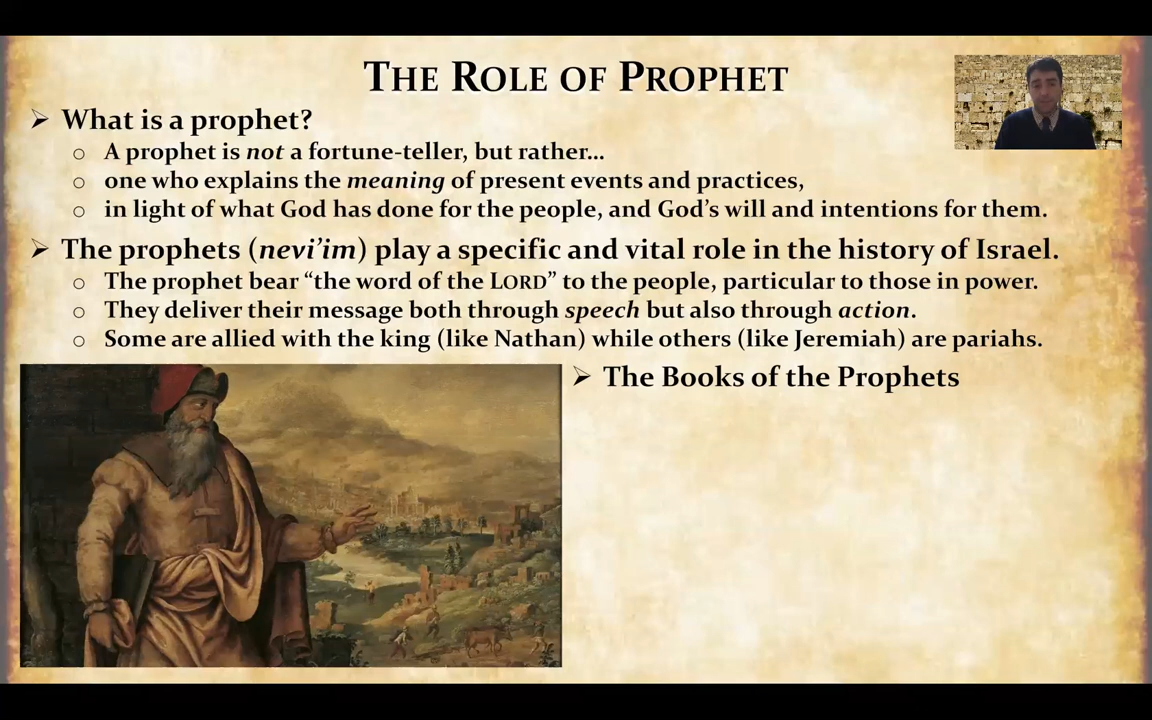 THE ROLE OF PROPHET
➢ What is a prophet?
○ A prophet is not a fortune-teller, but rather...
○ one who explains the meaning of present events and practices,
○ in light of what God has done for the people, and God's will and intentions for them.
➢ The prophets (nevi'im) play a specific and vital role in the history of Israel.
○ The prophet bear “the word of the LORD” to the people, particular to those in power.
○ They deliver their message both through speech but also through action.
○ Some are allied with the king (like Nathan) while others (like Jeremiah) are pariahs.
➢ The Books of the Prophets